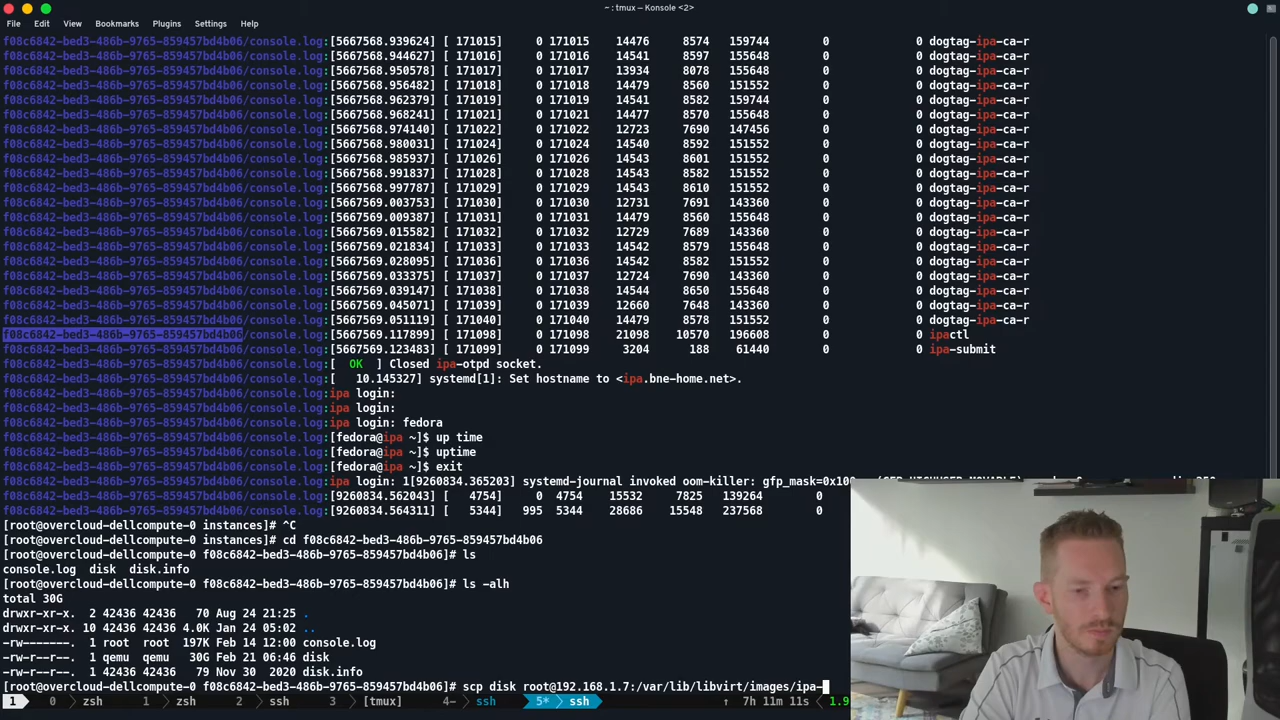 ~ : tmux — Konsole <2>
File Edit View Bookmarks Plugins Settings Help
f08c6842-bed3-486b-9765-859457bd4b06/console.log:[5667568.939624] [ 171015] 0 171015 14476 8574 159744 0 0 dogtag-ipa-ca-r
f08c6842-bed3-486b-9765-859457bd4b06/console.log:[5667568.944627] [ 171016] 0 171016 14541 8597 155648 0 0 dogtag-ipa-ca-r
f08c6842-bed3-486b-9765-859457bd4b06/console.log:[5667568.950578] [ 171017] 0 171017 13934 8078 155648 0 0 dogtag-ipa-ca-r
f08c6842-bed3-486b-9765-859457bd4b06/console.log:[5667568.956482] [ 171018] 0 171018 14479 8560 151552 0 0 dogtag-ipa-ca-r
f08c6842-bed3-486b-9765-859457bd4b06/console.log:[5667568.962379] [ 171019] 0 171019 14541 8582 159744 0 0 dogtag-ipa-ca-r
f08c6842-bed3-486b-9765-859457bd4b06/console.log:[5667568.968241] [ 171021] 0 171021 14477 8570 155648 0 0 dogtag-ipa-ca-r
f08c6842-bed3-486b-9765-859457bd4b06/console.log:[5667568.974140] [ 171022] 0 171022 12723 7690 147456 0 0 dogtag-ipa-ca-r
f08c6842-bed3-486b-9765-859457bd4b06/console.log:[5667568.980031] [ 171024] 0 171024 14540 8592 155648 0 0 dogtag-ipa-ca-r
f08c6842-bed3-486b-9765-859457bd4b06/console.log:[5667568.985937] [ 171026] 0 171026 14543 8601 151552 0 0 dogtag-ipa-ca-r
f08c6842-bed3-486b-9765-859457bd4b06/console.log:[5667568.991837] [ 171028] 0 171028 14543 8582 151552 0 0 dogtag-ipa-ca-r
f08c6842-bed3-486b-9765-859457bd4b06/console.log:[5667568.997787] [ 171029] 0 171029 14543 8610 151552 0 0 dogtag-ipa-ca-r
f08c6842-bed3-486b-9765-859457bd4b06/console.log:[5667569.003753] [ 171030] 0 171030 12731 7691 143360 0 0 dogtag-ipa-ca-r
f08c6842-bed3-486b-9765-859457bd4b06/console.log:[5667569.009387] [ 171031] 0 171031 14479 8560 155648 0 0 dogtag-ipa-ca-r
f08c6842-bed3-486b-9765-859457bd4b06/console.log:[5667569.015582] [ 171032] 0 171032 12729 7689 143360 0 0 dogtag-ipa-ca-r
f08c6842-bed3-486b-9765-859457bd4b06/console.log:[5667569.021834] [ 171033] 0 171033 14542 8579 155648 0 0 dogtag-ipa-ca-r
f08c6842-bed3-486b-9765-859457bd4b06/console.log:[5667569.028095] [ 171036] 0 171036 14542 8582 151552 0 0 dogtag-ipa-ca-r
f08c6842-bed3-486b-9765-859457bd4b06/console.log:[5667569.033375] [ 171037] 0 171037 12724 7690 143360 0 0 dogtag-ipa-ca-r
f08c6842-bed3-486b-9765-859457bd4b06/console.log:[5667569.039147] [ 171038] 0 171038 14544 8650 155648 0 0 dogtag-ipa-ca-r
f08c6842-bed3-486b-9765-859457bd4b06/console.log:[5667569.045071] [ 171039] 0 171039 12660 7648 143360 0 0 dogtag-ipa-ca-r
f08c6842-bed3-486b-9765-859457bd4b06/console.log:[5667569.051119] [ 171040] 0 171040 14478 8578 151552 0 0 dogtag-ipa-ca-r
f08c6842-bed3-486b-9765-859457bd4b06/console.log:[5667569.117899] [ 171098] 0 171098 21098 10570 196608 0 0 ipactl
f08c6842-bed3-486b-9765-859457bd4b06/console.log:[5667569.123483] [ 171099] 0 171099 3204 188 61440 0 0 ipa-submit
f08c6842-bed3-486b-9765-859457bd4b06/console.log:[ OK ] Closed ipa-otpd socket.
f08c6842-bed3-486b-9765-859457bd4b06/console.log:[ 10.145327] systemd[1]: Set hostname to <ipa.bne-home.net>.
f08c6842-bed3-486b-9765-859457bd4b06/console.log:ipa login:
f08c6842-bed3-486b-9765-859457bd4b06/console.log:ipa login:
f08c6842-bed3-486b-9765-859457bd4b06/console.log:ipa login: fedora
f08c6842-bed3-486b-9765-859457bd4b06/console.log:[fedora@ipa ~]$ up time
f08c6842-bed3-486b-9765-859457bd4b06/console.log:[fedora@ipa ~]$ uptime
f08c6842-bed3-486b-9765-859457bd4b06/console.log:[fedora@ipa ~]$ exit
f08c6842-bed3-486b-9765-859457bd4b06/console.log:ipa login: 1[9260834.365203] systemd-journal invoked oom-killer:
f08c6842-bed3-486b-9765-859457bd4b06/console.log:[9260834.562043] [ 4754] 0 4754 15532 7825 139264 0
f08c6842-bed3-486b-9765-859457bd4b06/console.log:[9260834.564311] [ 5344] 995 5344 28686 15548 237568 0
[root@overcloud-dellcompute-0 instances]# ^C
[root@overcloud-dellcompute-0 instances]# cd f08c6842-bed3-486b-9765-859457bd4b06
[root@overcloud-dellcompute-0 f08c6842-bed3-486b-9765-859457bd4b06]# ls
console.log disk disk.info
[root@overcloud-dellcompute-0 f08c6842-bed3-486b-9765-859457bd4b06]# ls -alh
total 30G
drwxr-xr-x. 2 42436 42436 70 Aug 24 21:25 .
drwxr-xr-x. 10 42436 42436 4.0K Jan 24 05:02 ..
-rw-------. 1 root root 197K Feb 14 12:00 console.log
-rw-r--r--. 1 qemu qemu 30G Feb 21 06:46 disk
-rw-r--r--. 1 42436 42436 79 Nov 30 2020 disk.info
[root@overcloud-dellcompute-0 f08c6842-bed3-486b-9765-859457bd4b06]# scp disk root@192.168.1.7:/var/lib/libvirt/images/ipa-
1 0 zsh 1 zsh 2 ssh 3 [tmux] 4- ssh 5* ssh ↑ 7h 11m 11s 1.9